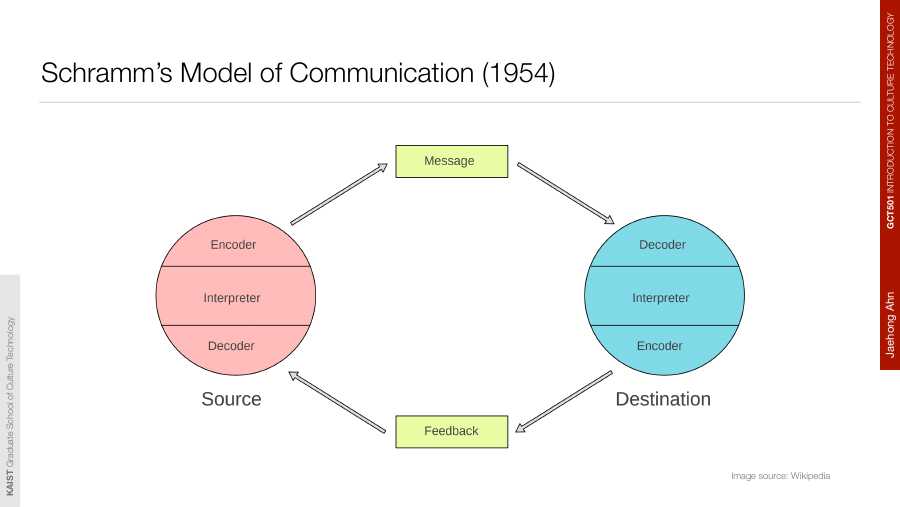 Schramm’s Model of Communication (1954)
Message
Encoder
Interpreter
Decoder
Source
Decoder
Interpreter
Encoder
Destination
Feedback
Image source: Wikipedia
KAIST Graduate School of Culture Technology
GCT501 INTRODUCTION TO CULTURE TECHNOLOGY
Jaehong Ahn